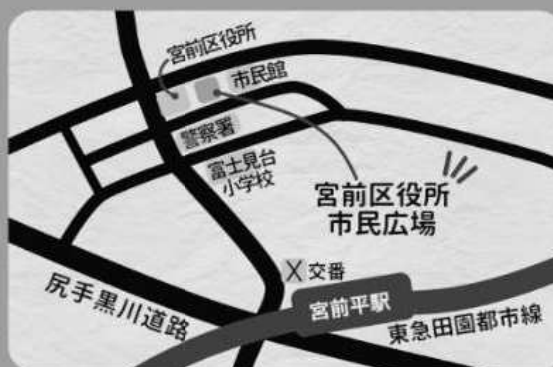 宮前区役所
市民館
警察署
富士見台
小学校
宮前区役所
市民広場
交番
宮前平駅
尻手黒川道路
東急田園都市線